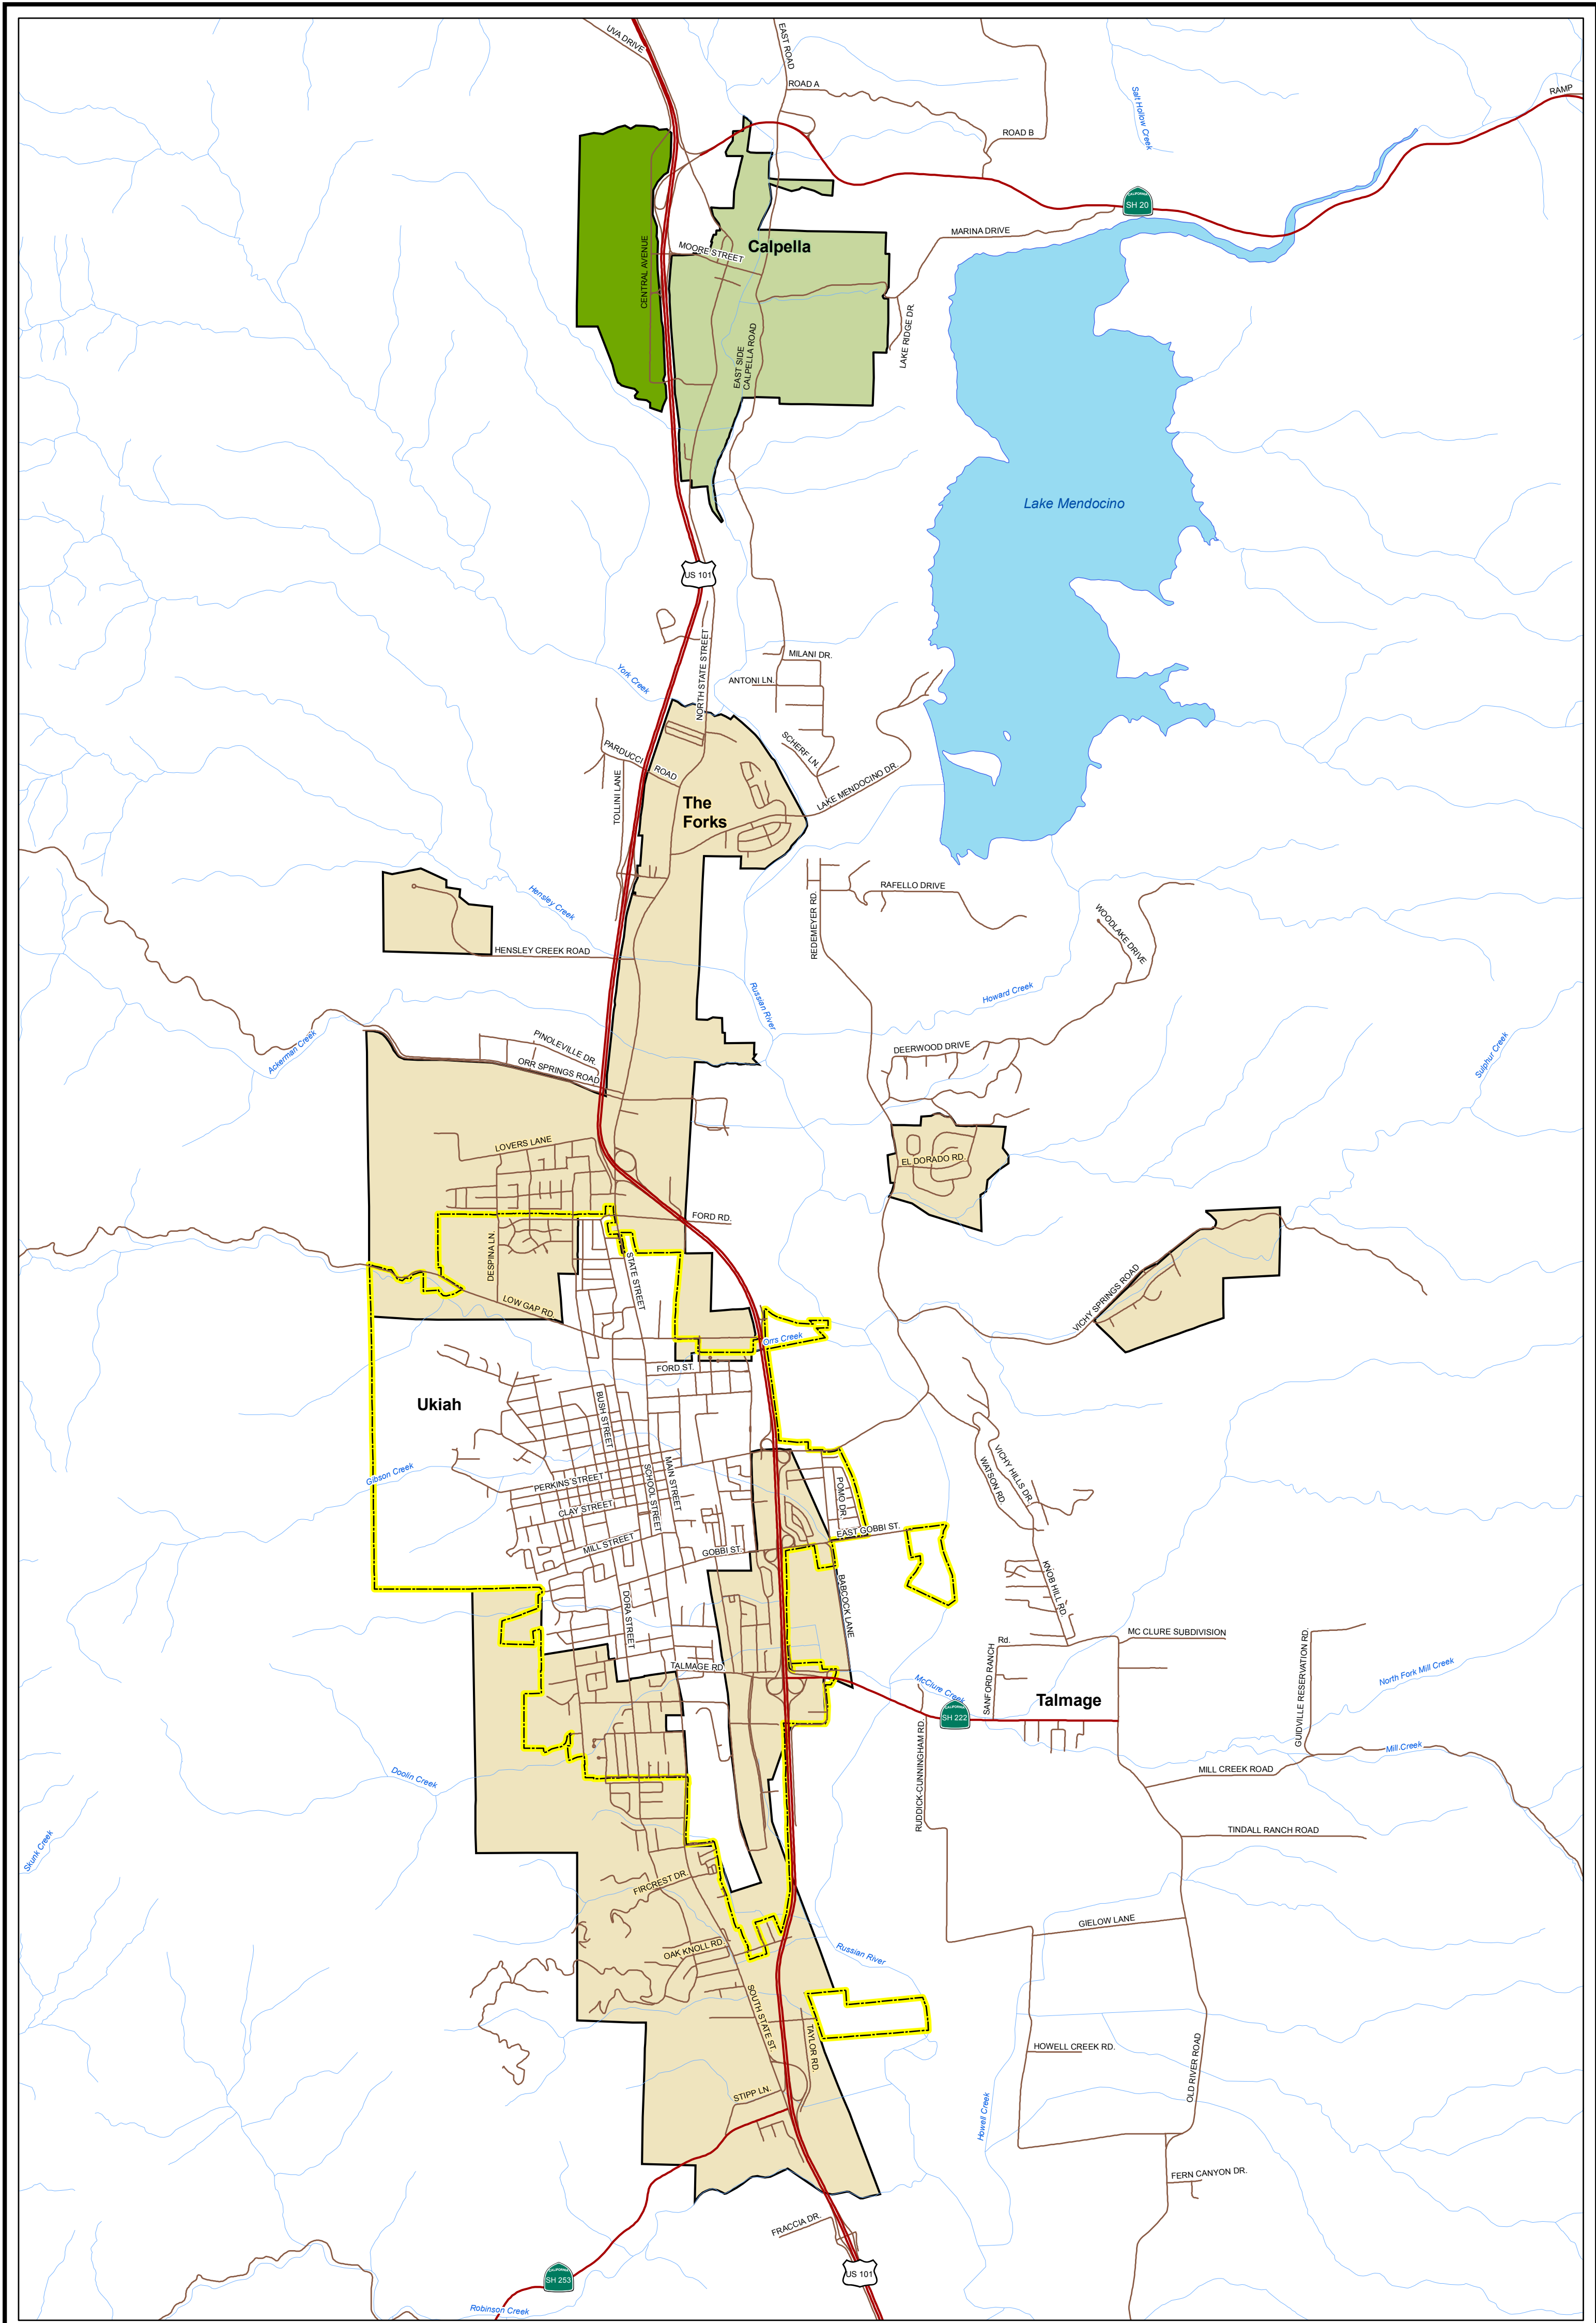 UVA DRIVE
EAST ROAD
ROAD A
Salt Hollow Creek
RAMP
ROAD B
CALIFORNIA
SH 20
MARINA DRIVE
Calpella
MOORE STREET
CENTRAL AVENUE
LAKE RIDGE DR.
EAST SIDE
CALPELLA ROAD
Lake Mendocino
US 101
NORTH STATE STREET
MILANI DR.
York Creek
ANTONI LN.
SCHERF LN.
PARDUCCI ROAD
LAKE MENDOCINO DR.
TOLLINI LANE
The
Forks
Hensley Creek
RAFELLO DRIVE
REDEMEYER RD.
WOODLAKE DRIVE
HENSLEY CREEK ROAD
Russian River
Howard Creek
Ackerman Creek
PINOLEVILLE DR.
ORR SPRINGS ROAD
DEERWOOD DRIVE
Sulphur Creek
LOVERS LANE
EL DORADO RD.
FORD RD.
DESPINA LN.
STATE STREET
LOW GAP RD.
VICHY SPRINGS ROAD
Orrs Creek
FORD ST.
Ukiah
BUSH STREET
Gibson Creek
PERKINS STREET
SCHOOL STREET
MAIN STREET
POMO DR.
VICHY HILLS DR.
WATSON RD.
CLAY STREET
EAST GOBBI ST.
MILL STREET
GOBBI ST.
DORA STREET
BABCOCK LANE
KNOB HILL RD.
Rd.
SANFORD RANCH
MC CLURE SUBDIVISION
TALMAGE RD.
McClure Creek
CALIFORNIA
SH 222
Talmage
GUIDVILLE RESERVATION RD.
North Fork Mill Creek
Mill Creek
RUDDICK-CUNNINGHAM RD.
MILL CREEK ROAD
Doolin Creek
TINDALL RANCH ROAD
Skunk Creek
FIRCREST DR.
GIELOW LANE
OAK KNOLL RD.
Russian River
SOUTH STATE ST.
TAYLOR RD.
HOWELL CREEK RD.
OLD RIVER ROAD
STIPP LN.
Howell Creek
FERN CANYON DR.
FRACCIA DR.
US 101
CALIFORNIA
SH 253
Robinson Creek